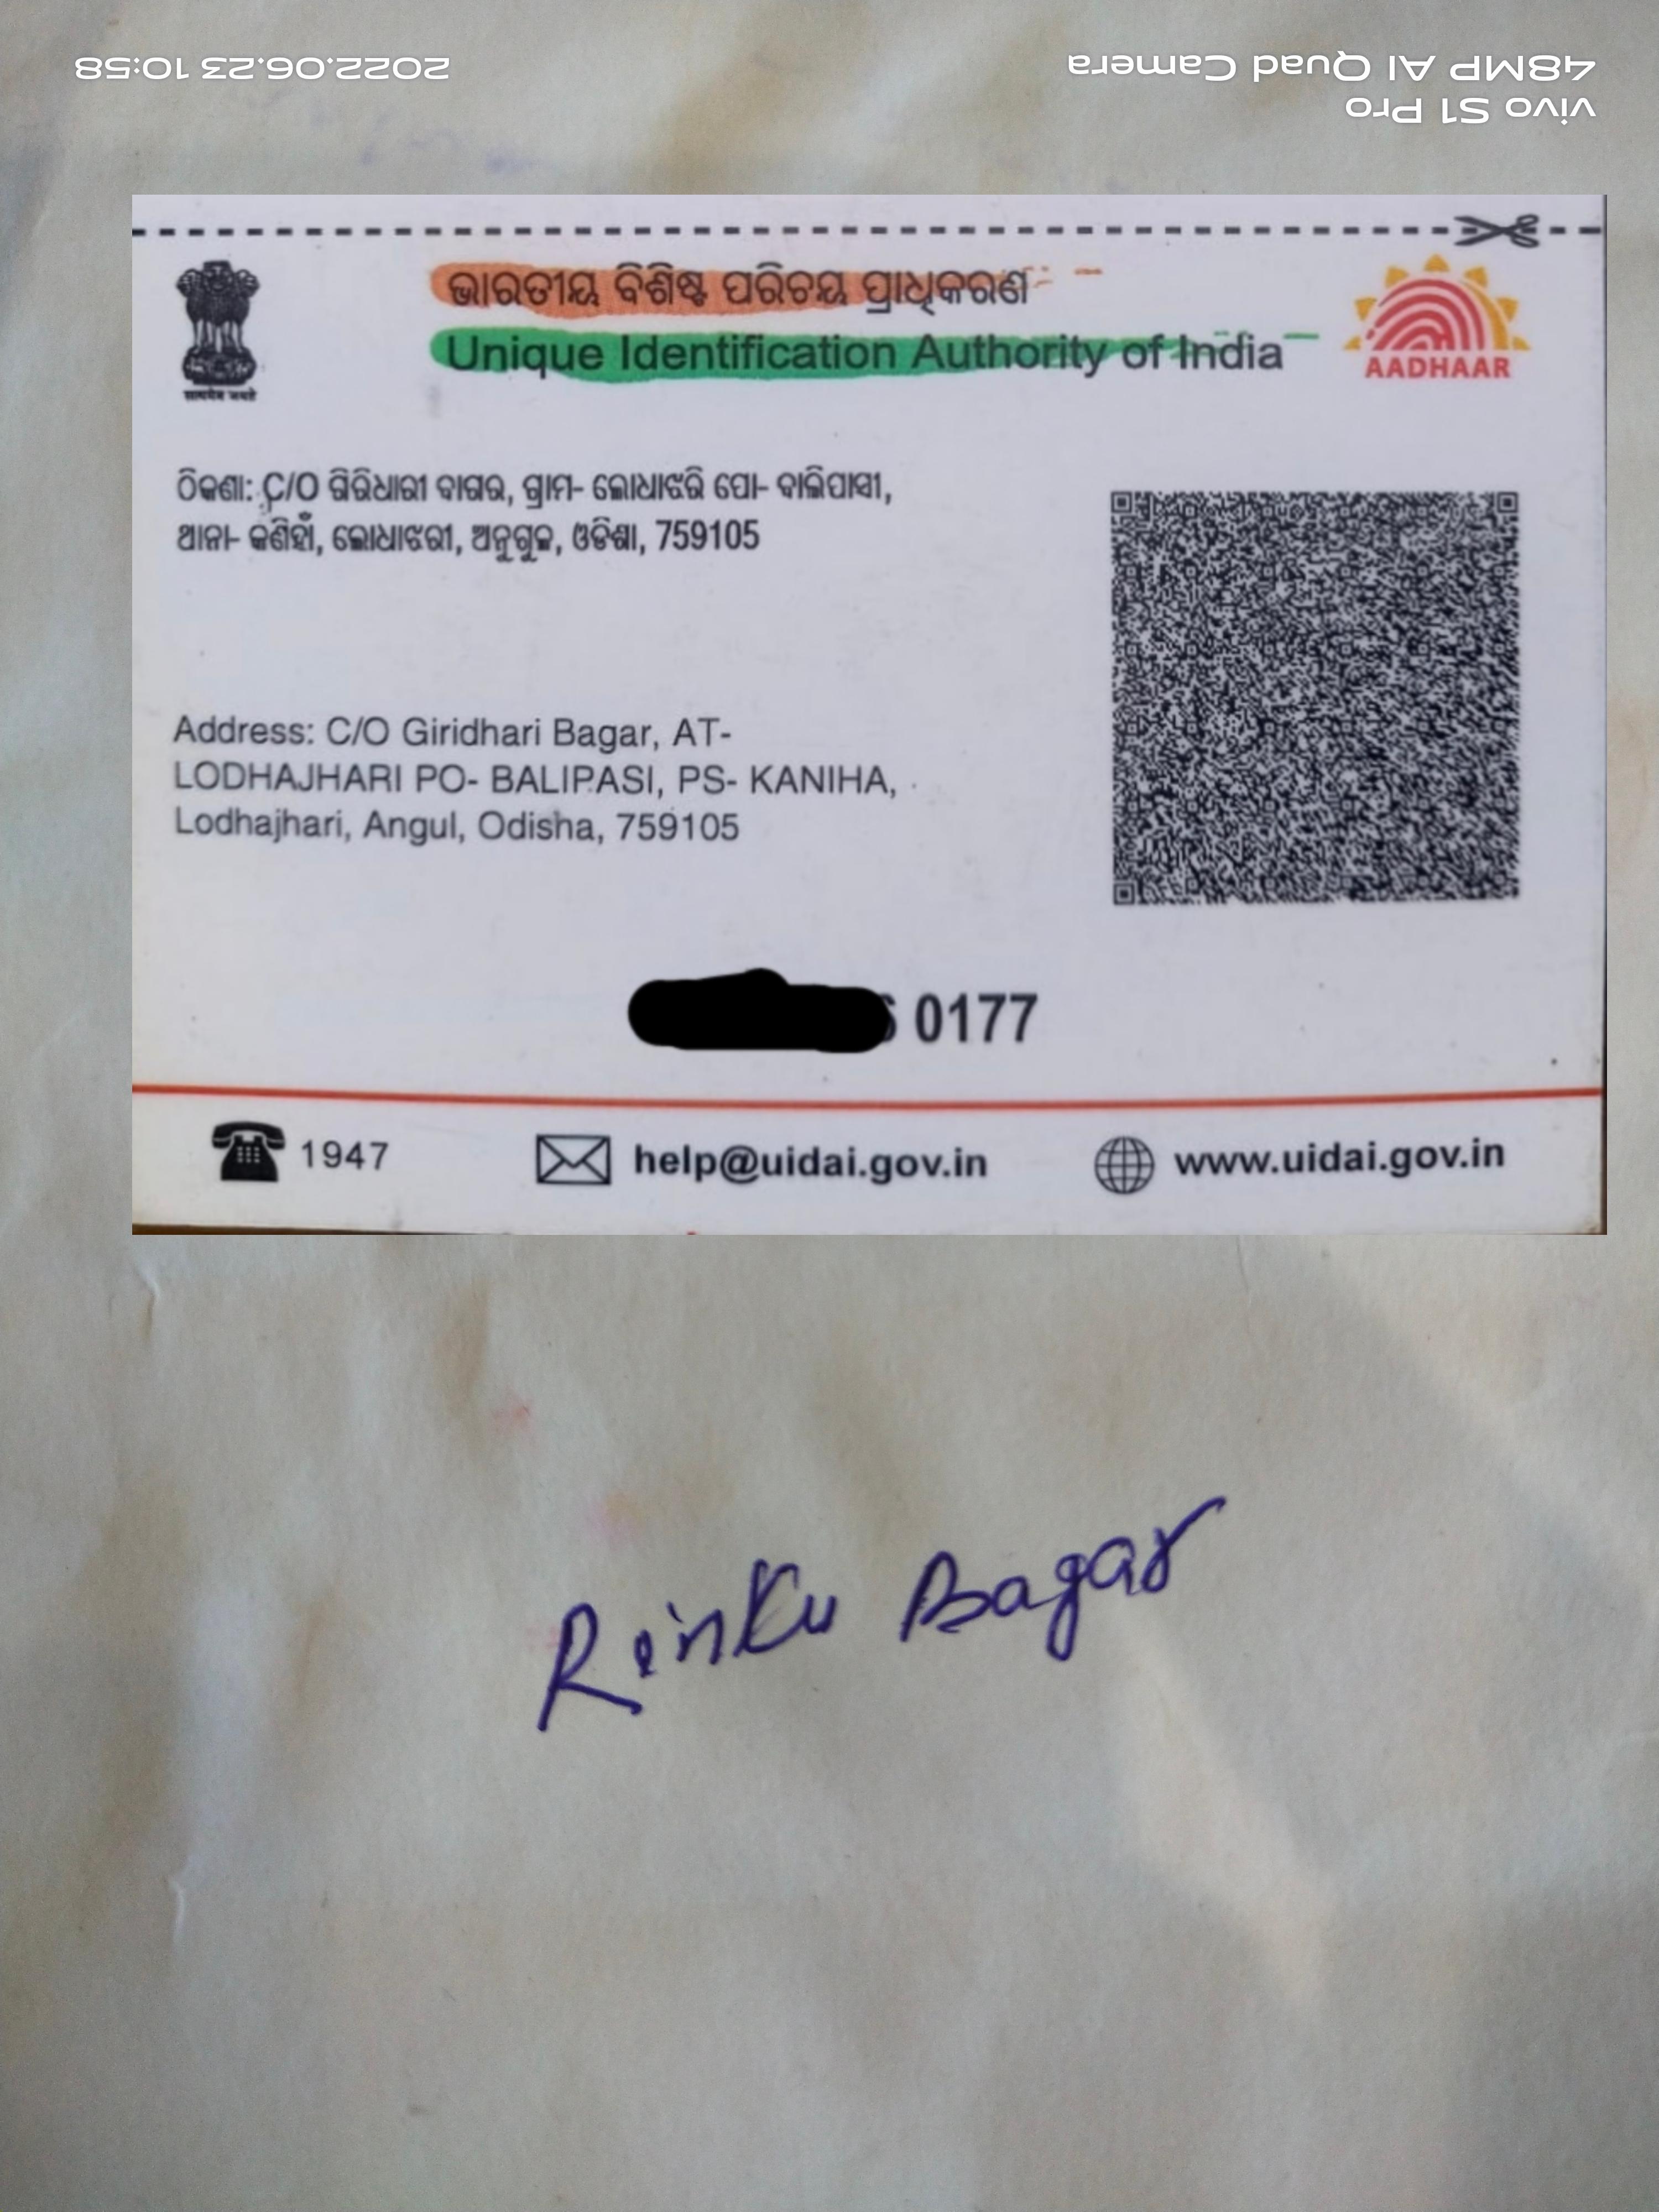 2022.06.23 10:58
vivo S1 Pro
48MP AI Quad Camera
ଭାରତୀୟ ବିଶିଷ୍ଟ ପରିଚୟ ପ୍ରାଧିକରଣ
Unique Identification Authority of India
सत्यमेव जयते
AADHAAR
ଠିକଣା: C/O ଗିରିଧାରୀ ବାଗର, ଗ୍ରାମ- ଲୋଧାଝରି ପୋ- ବାଲିପାସୀ,
ଥାନା- କଣିହାଁ, ଲୋଧାଝରୀ, ଅନୁଗୁଳ, ଓଡିଶା, 759105
Address: C/O Giridhari Bagar, AT-
LODHAJHARI PO- BALIPASI, PS- KANIHA,
Lodhajhari, Angul, Odisha, 759105
0177
1947 help@uidai.gov.in www.uidai.gov.in
Rinku Bagar